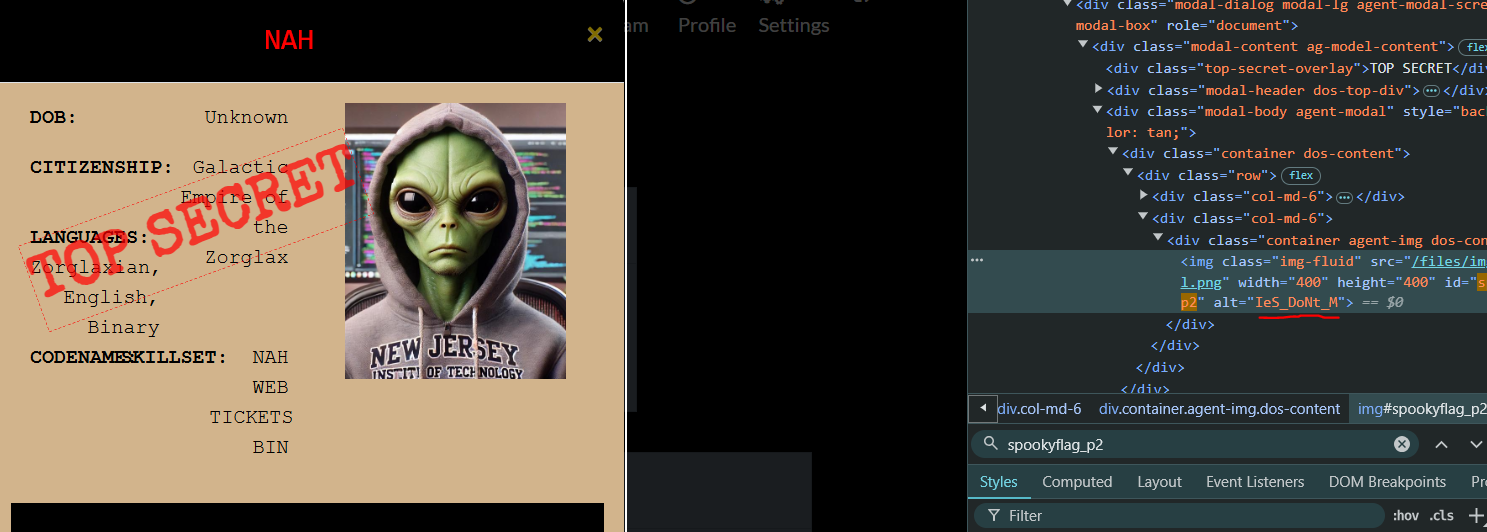 NAH
×
am
Profile
Settings
DOB: Unknown
CITIZENSHIP: Galactic
Empire of
the
Zorglax
LANGUAGES:
Zorglaxian,
English,
Binary
TOP SECRET
CODENAME SKILLSET: NAH
WEB
TICKETS
BIN
NEW JERSEY
INSTITI OF TECHNOLOGY
<div class="modal-dialog modal-lg agent-modal-scre
modal-box" role="document">
<div class="modal-content ag-model-content"> flex
<div class="top-secret-overlay">TOP SECRET</div
<div class="modal-header dos-top-div"> ⋯ </div>
<div class="modal-body agent-modal" style="bac
lor: tan;">
<div class="container dos-content">
<div class="row"> flex
<div class="col-md-6"> ⋯ </div>
<div class="col-md-6">
<div class="container agent-img dos-con
<img class="img-fluid" src="/files/im
l.png" width="400" height="400" id="s
p2" alt="IeS_DoNt_M"> == $0
</div>
</div>
</div>
</div>
div.col-md-6 div.container.agent-img.dos-content img#spookyflag_p2
spookyflag_p2
Styles Computed Layout Event Listeners DOM Breakpoints Pr
Filter :hov .cls +